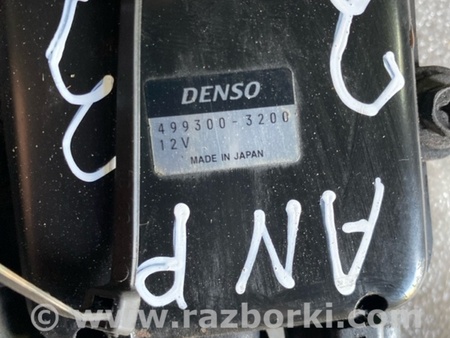 DENSO
499300-3200
12V
MADE IN JAPAN
ANP
© www.razborki.com